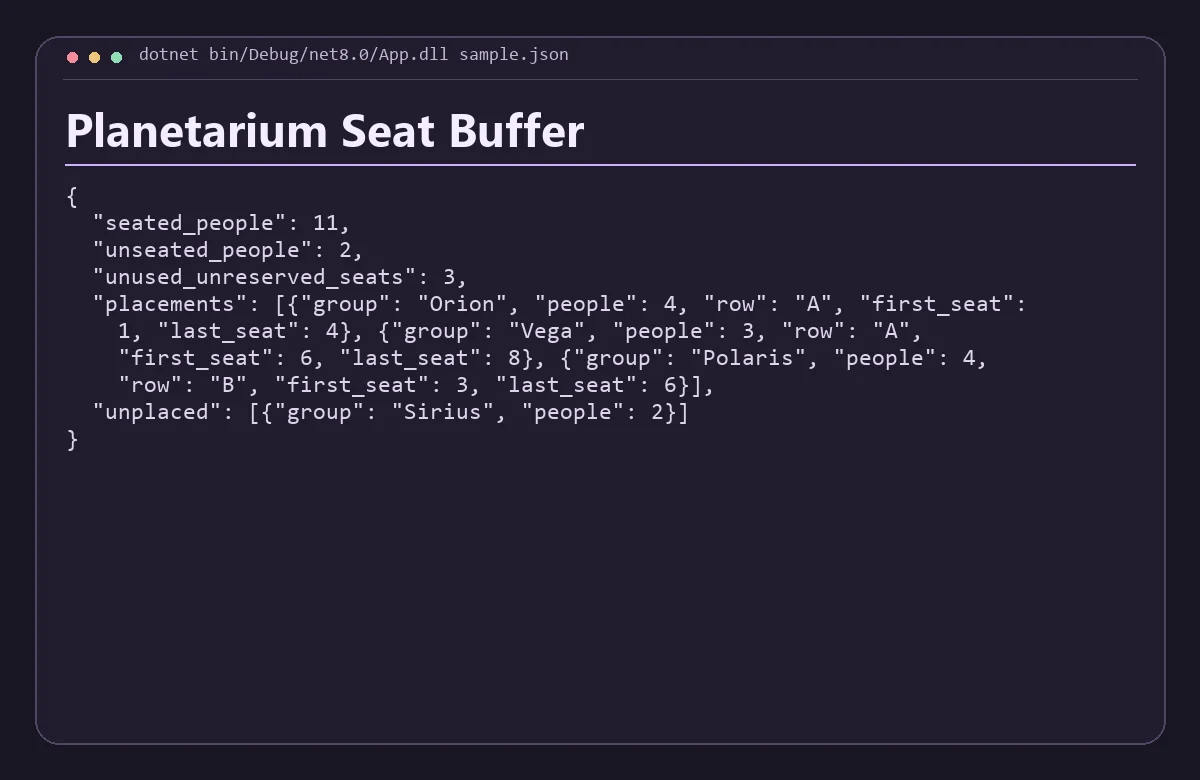 dotnet bin/Debug/net8.0/App.dll sample.json
Planetarium Seat Buffer
{
  "seated_people": 11,
  "unseated_people": 2,
  "unused_unreserved_seats": 3,
  "placements": [{"group": "Orion", "people": 4, "row": "A", "first_seat":
    1, "last_seat": 4}, {"group": "Vega", "people": 3, "row": "A",
    "first_seat": 6, "last_seat": 8}, {"group": "Polaris", "people": 4,
    "row": "B", "first_seat": 3, "last_seat": 6}],
  "unplaced": [{"group": "Sirius", "people": 2}]
}